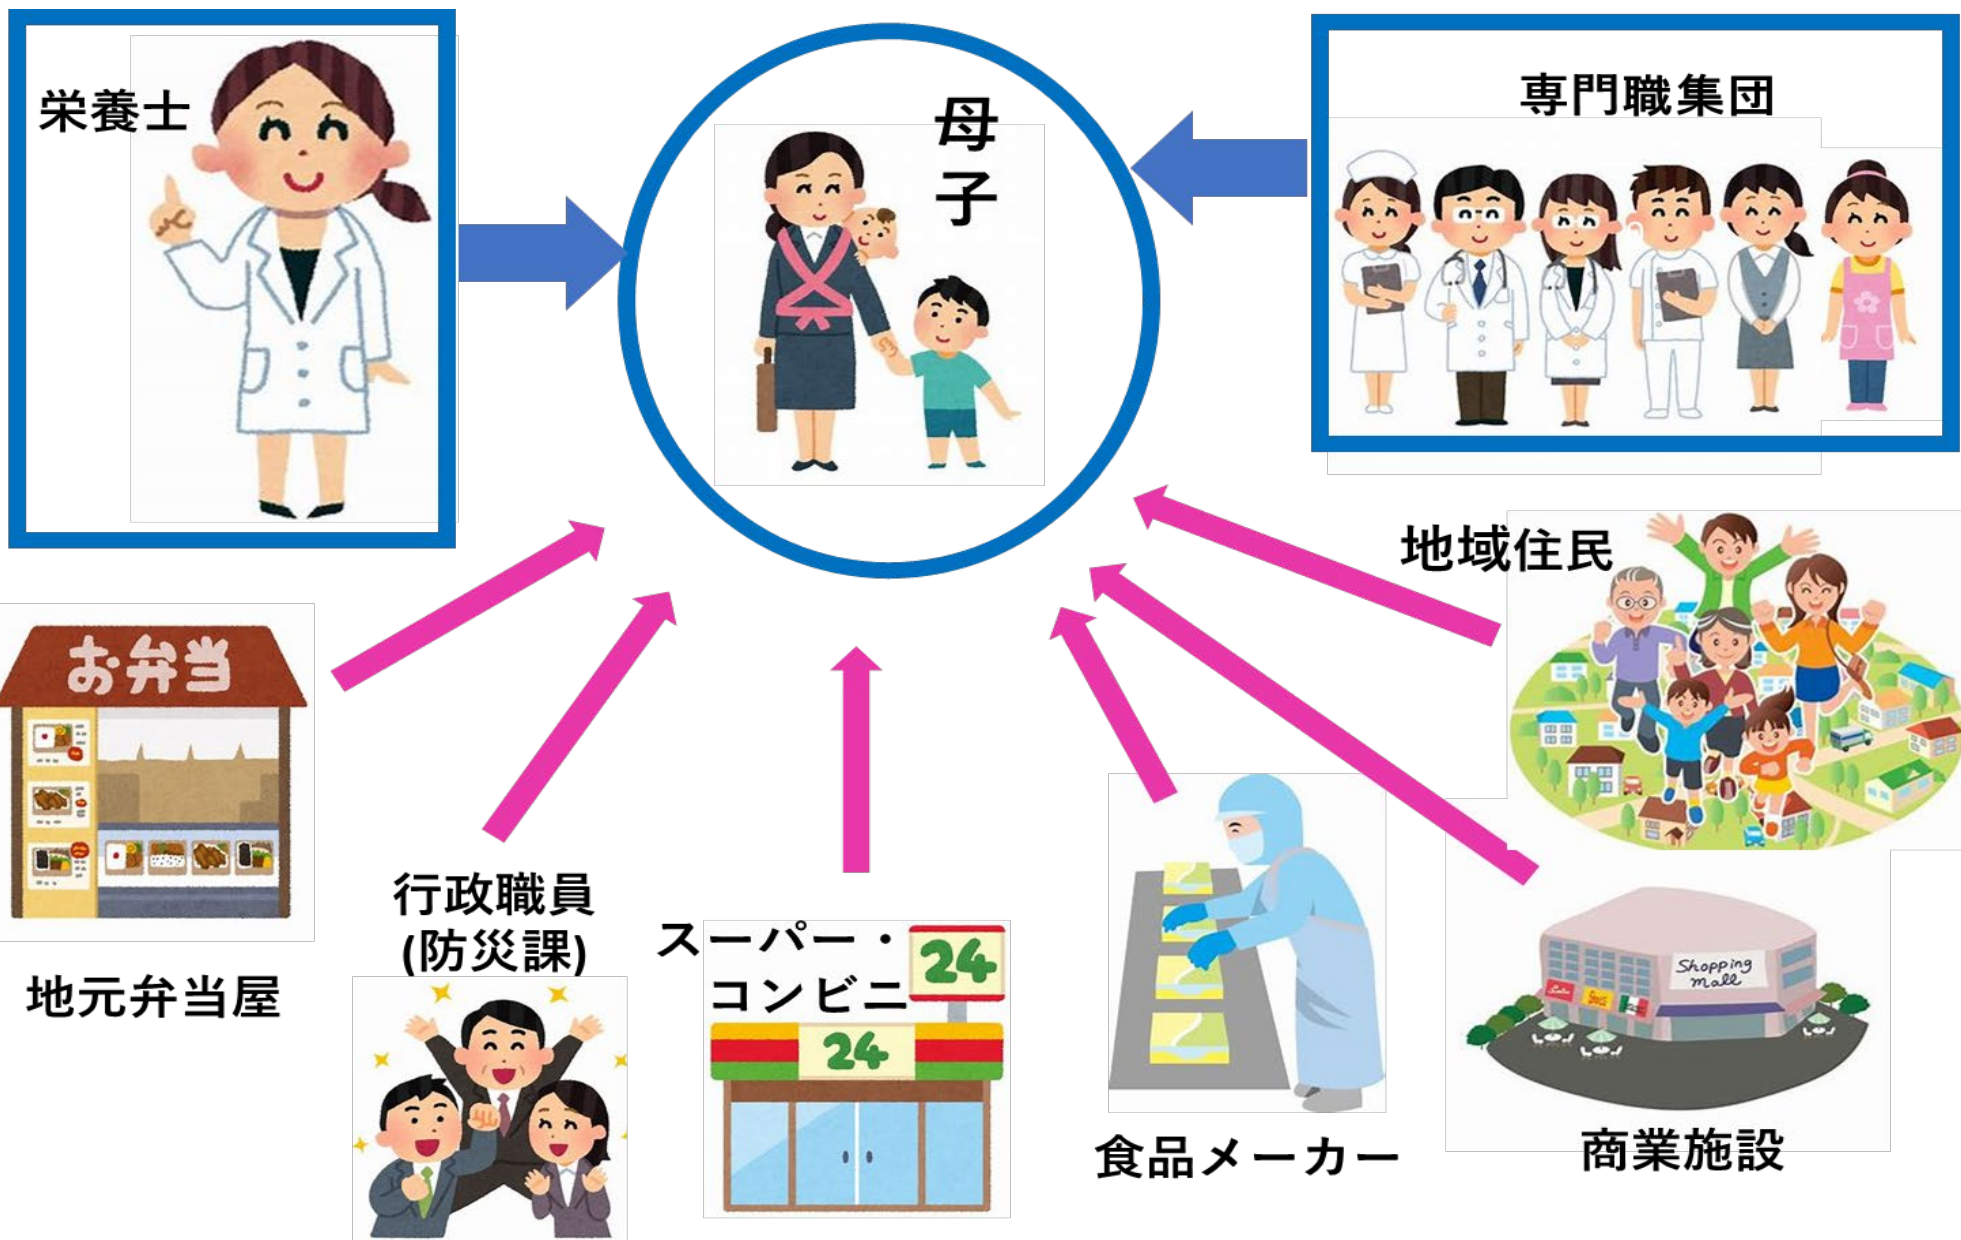 栄養士
母
子
専門職集団
地域住民
お弁当
地元弁当屋
行政職員
(防災課)
スーパー・
コンビニ
24
24
食品メーカー
Shopping
mall
商業施設